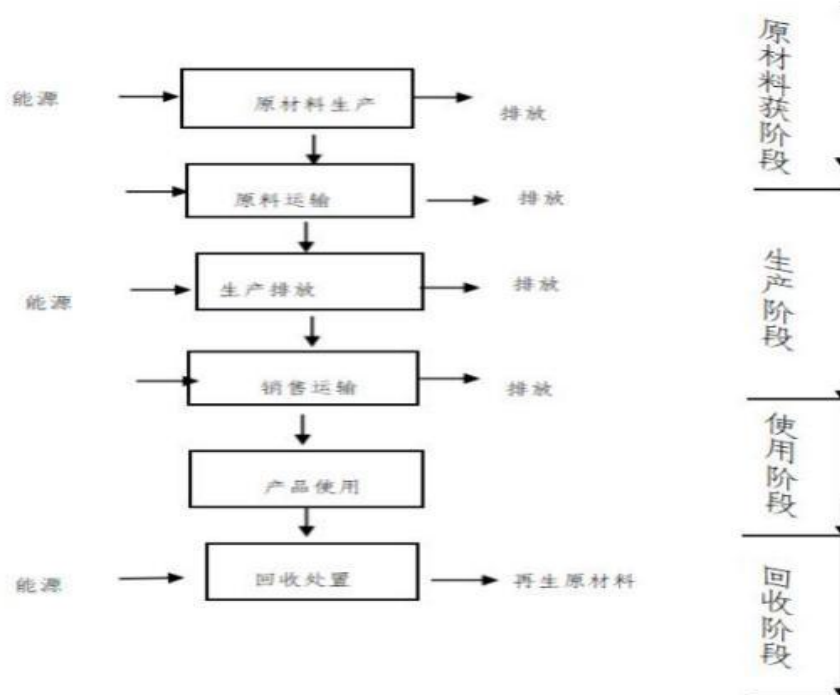 能源
原材料生产
排放
原料运输
排放
能源
生产排放
排放
销售运输
排放
产品使用
能源
回收处置
再生原材料
原材料获阶段
生产阶段
使用阶段
回收阶段